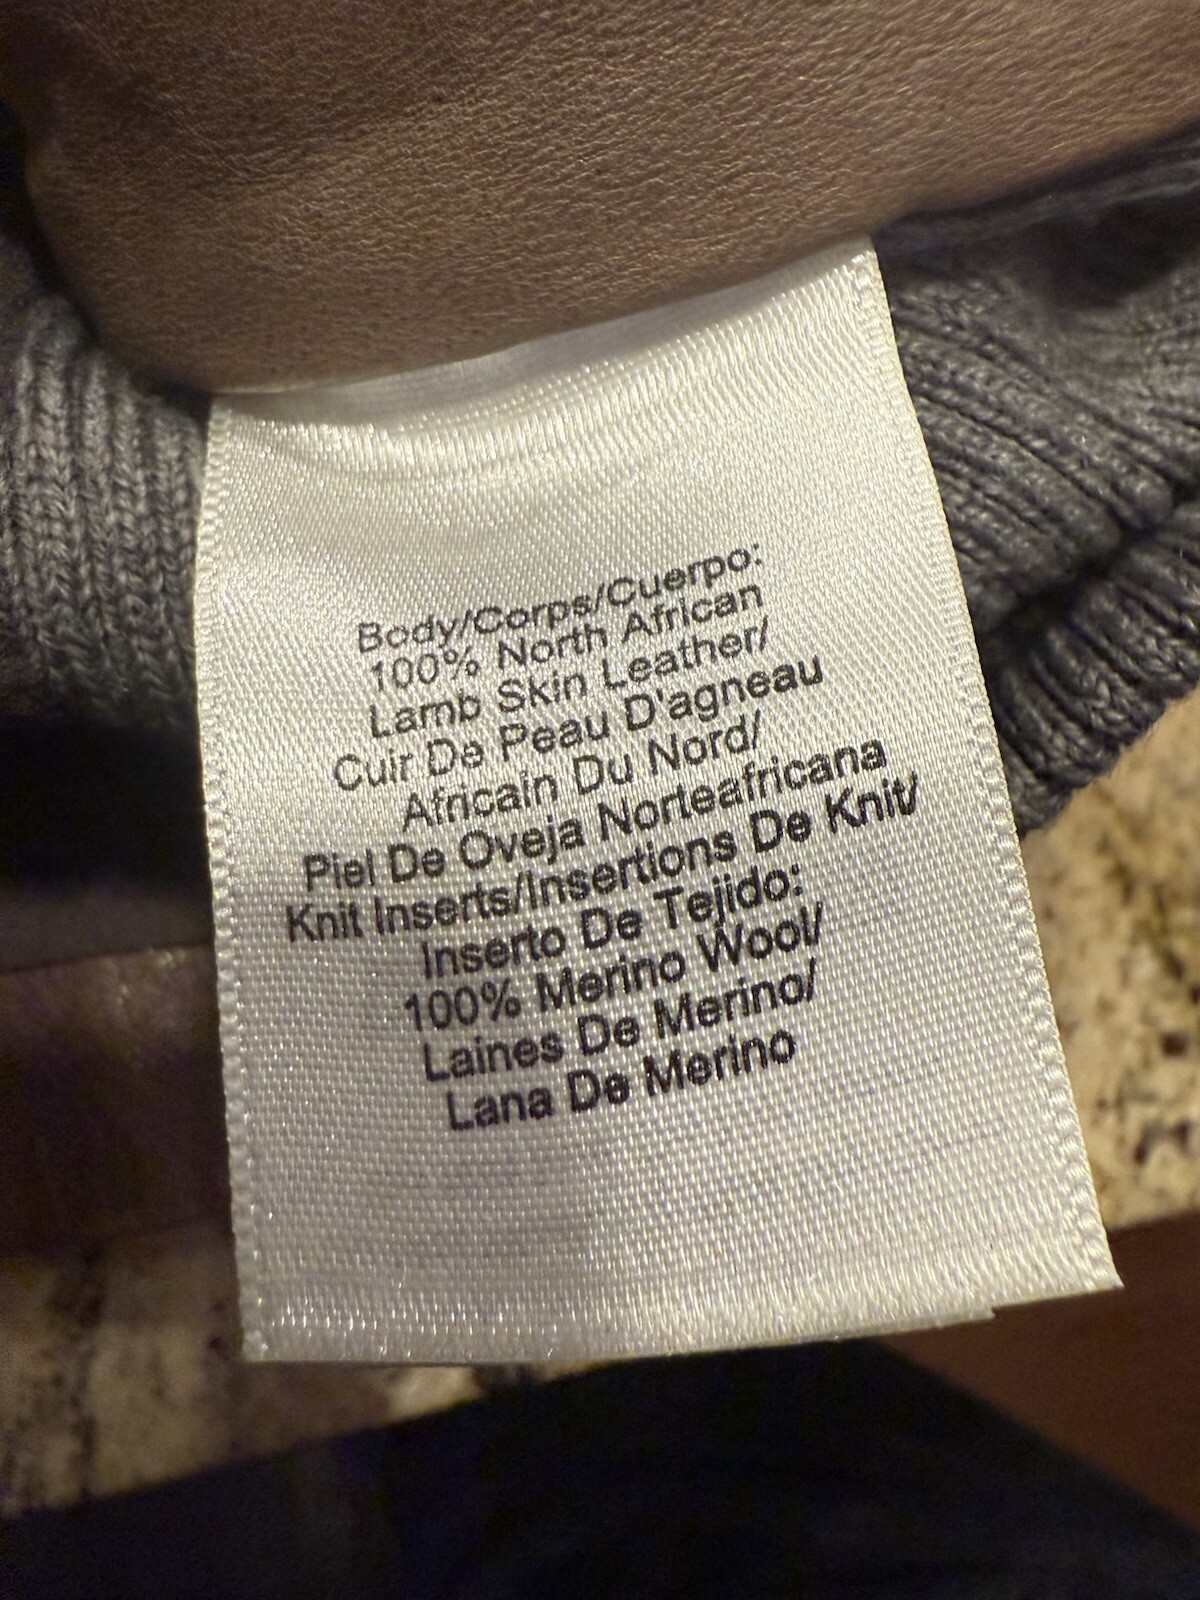 Body/Corps/Cuerpo:
100% North African
Lamb Skin Leather/
Cuir De Peau D'agneau
Africain Du Nord/
Piel De Oveja Norteafricana
Knit Inserts/Insertions De Knit/
Inserto De Tejido:
100% Merino Wool/
Laines De Merino/
Lana De Merino